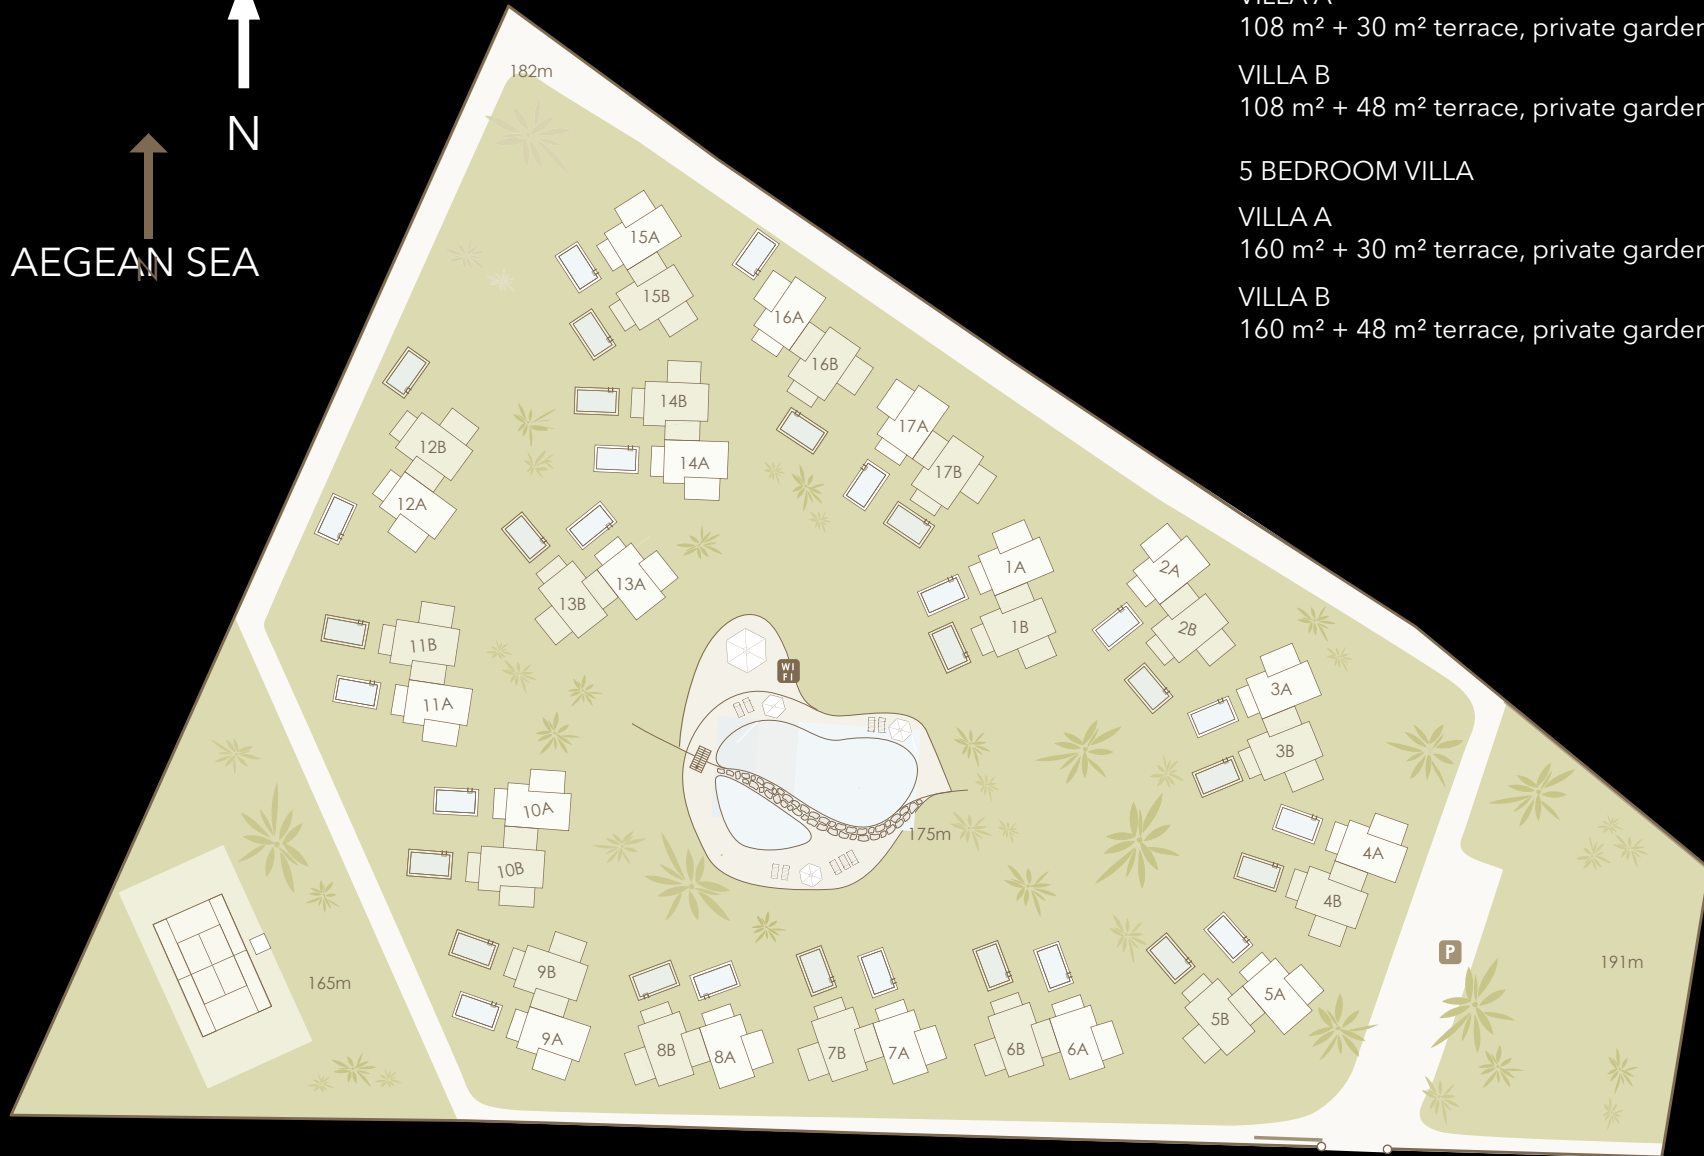 N
AEGEAN SEA
N
VILLA A
108 m² + 30 m² terrace, private garden
VILLA B
108 m² + 48 m² terrace, private garden
5 BEDROOM VILLA
VILLA A
160 m² + 30 m² terrace, private garden
VILLA B
160 m² + 48 m² terrace, private garden
182m
15A
15B
16A
16B
14B
14A
17A
17B
12B
12A
13A
13B
1A
1B
2A
2B
11B
11A
3A
3B
WI
FI
10A
10B
175m
4A
4B
9B
9A
8B
8A
7B
7A
6B
6A
5A
5B
P
165m
191m